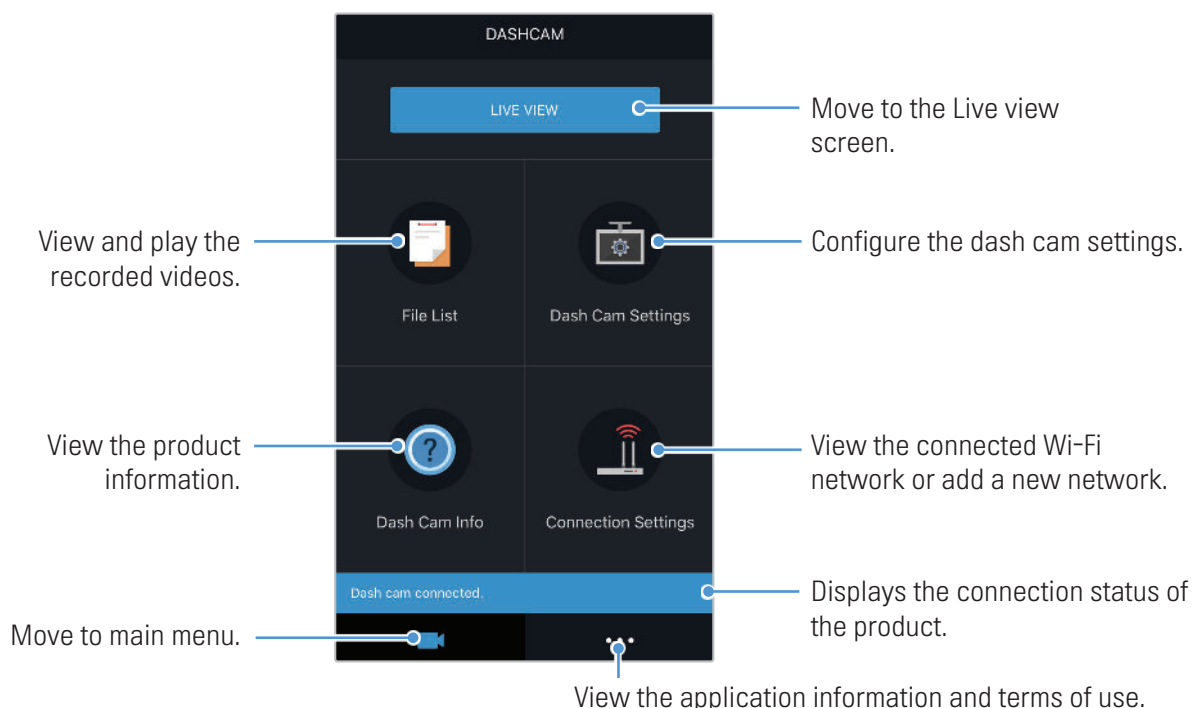 DASHCAM
LIVE VIEW
Move to the Live view
screen.
View and play the
recorded videos.
Configure the dash cam settings.
File List
Dash Cam Settings
?
View the product
information.
View the connected Wi-Fi
network or add a new network.
Dash Cam Info
Connection Settings
Dash cam connected.
Displays the connection status of
the product.
Move to main menu.
View the application information and terms of use.